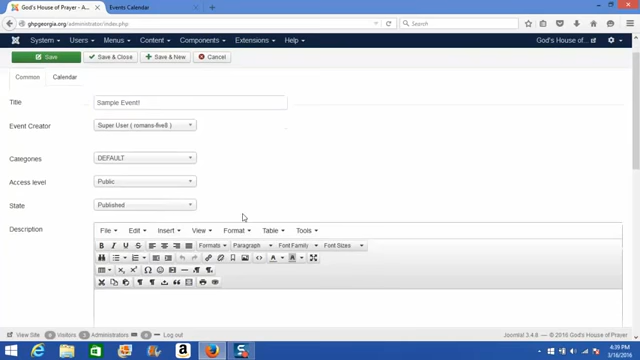 God's House of Prayer - A...
Events Calendar
ghpgeorgia.org/administrator/index.php
Search
System Users Menus Content Components Extensions Help
God's House of ...
Save
Save & Close
Save & New
Cancel
Common Calendar
Title Sample Event!
Event Creator Super User ( romans-five8 )
Categories DEFAULT
Access level Public
State Published
Description
File Edit Insert View Format Table Tools
B I U S Formats Paragraph Font Family Font Sizes
View Site 0 Visitors Administrators Log out
Joomla! 3.4.8 — © 2016 God's House of Prayer
4:39 PM
3/16/2016